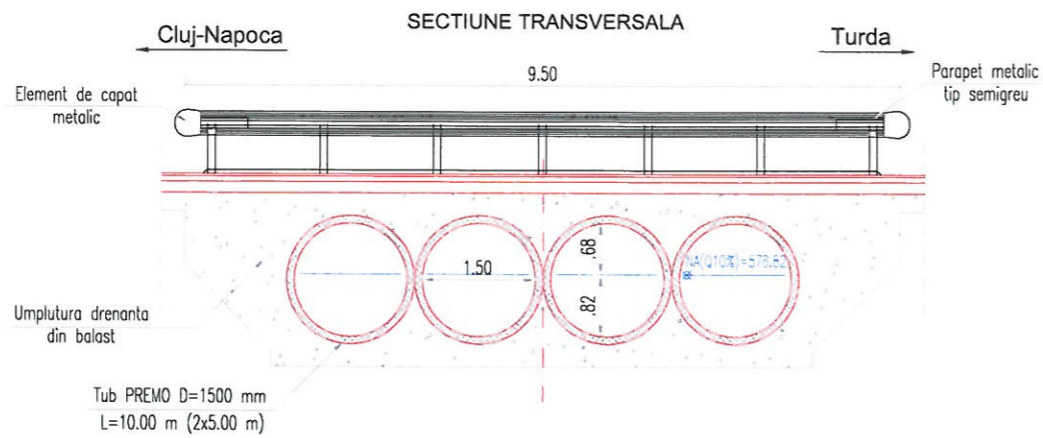 SECTIUNE TRANSVERSALA
Cluj-Napoca
Turda
9.50
Element de capat
metalic
Parapet metalic
tip semigreu
.68
1.50
NA(Q10%)=578.82
.82
Umplutura drenanta
din balast
Tub PREMO D=1500 mm
L=10.00 m (2x5.00 m)